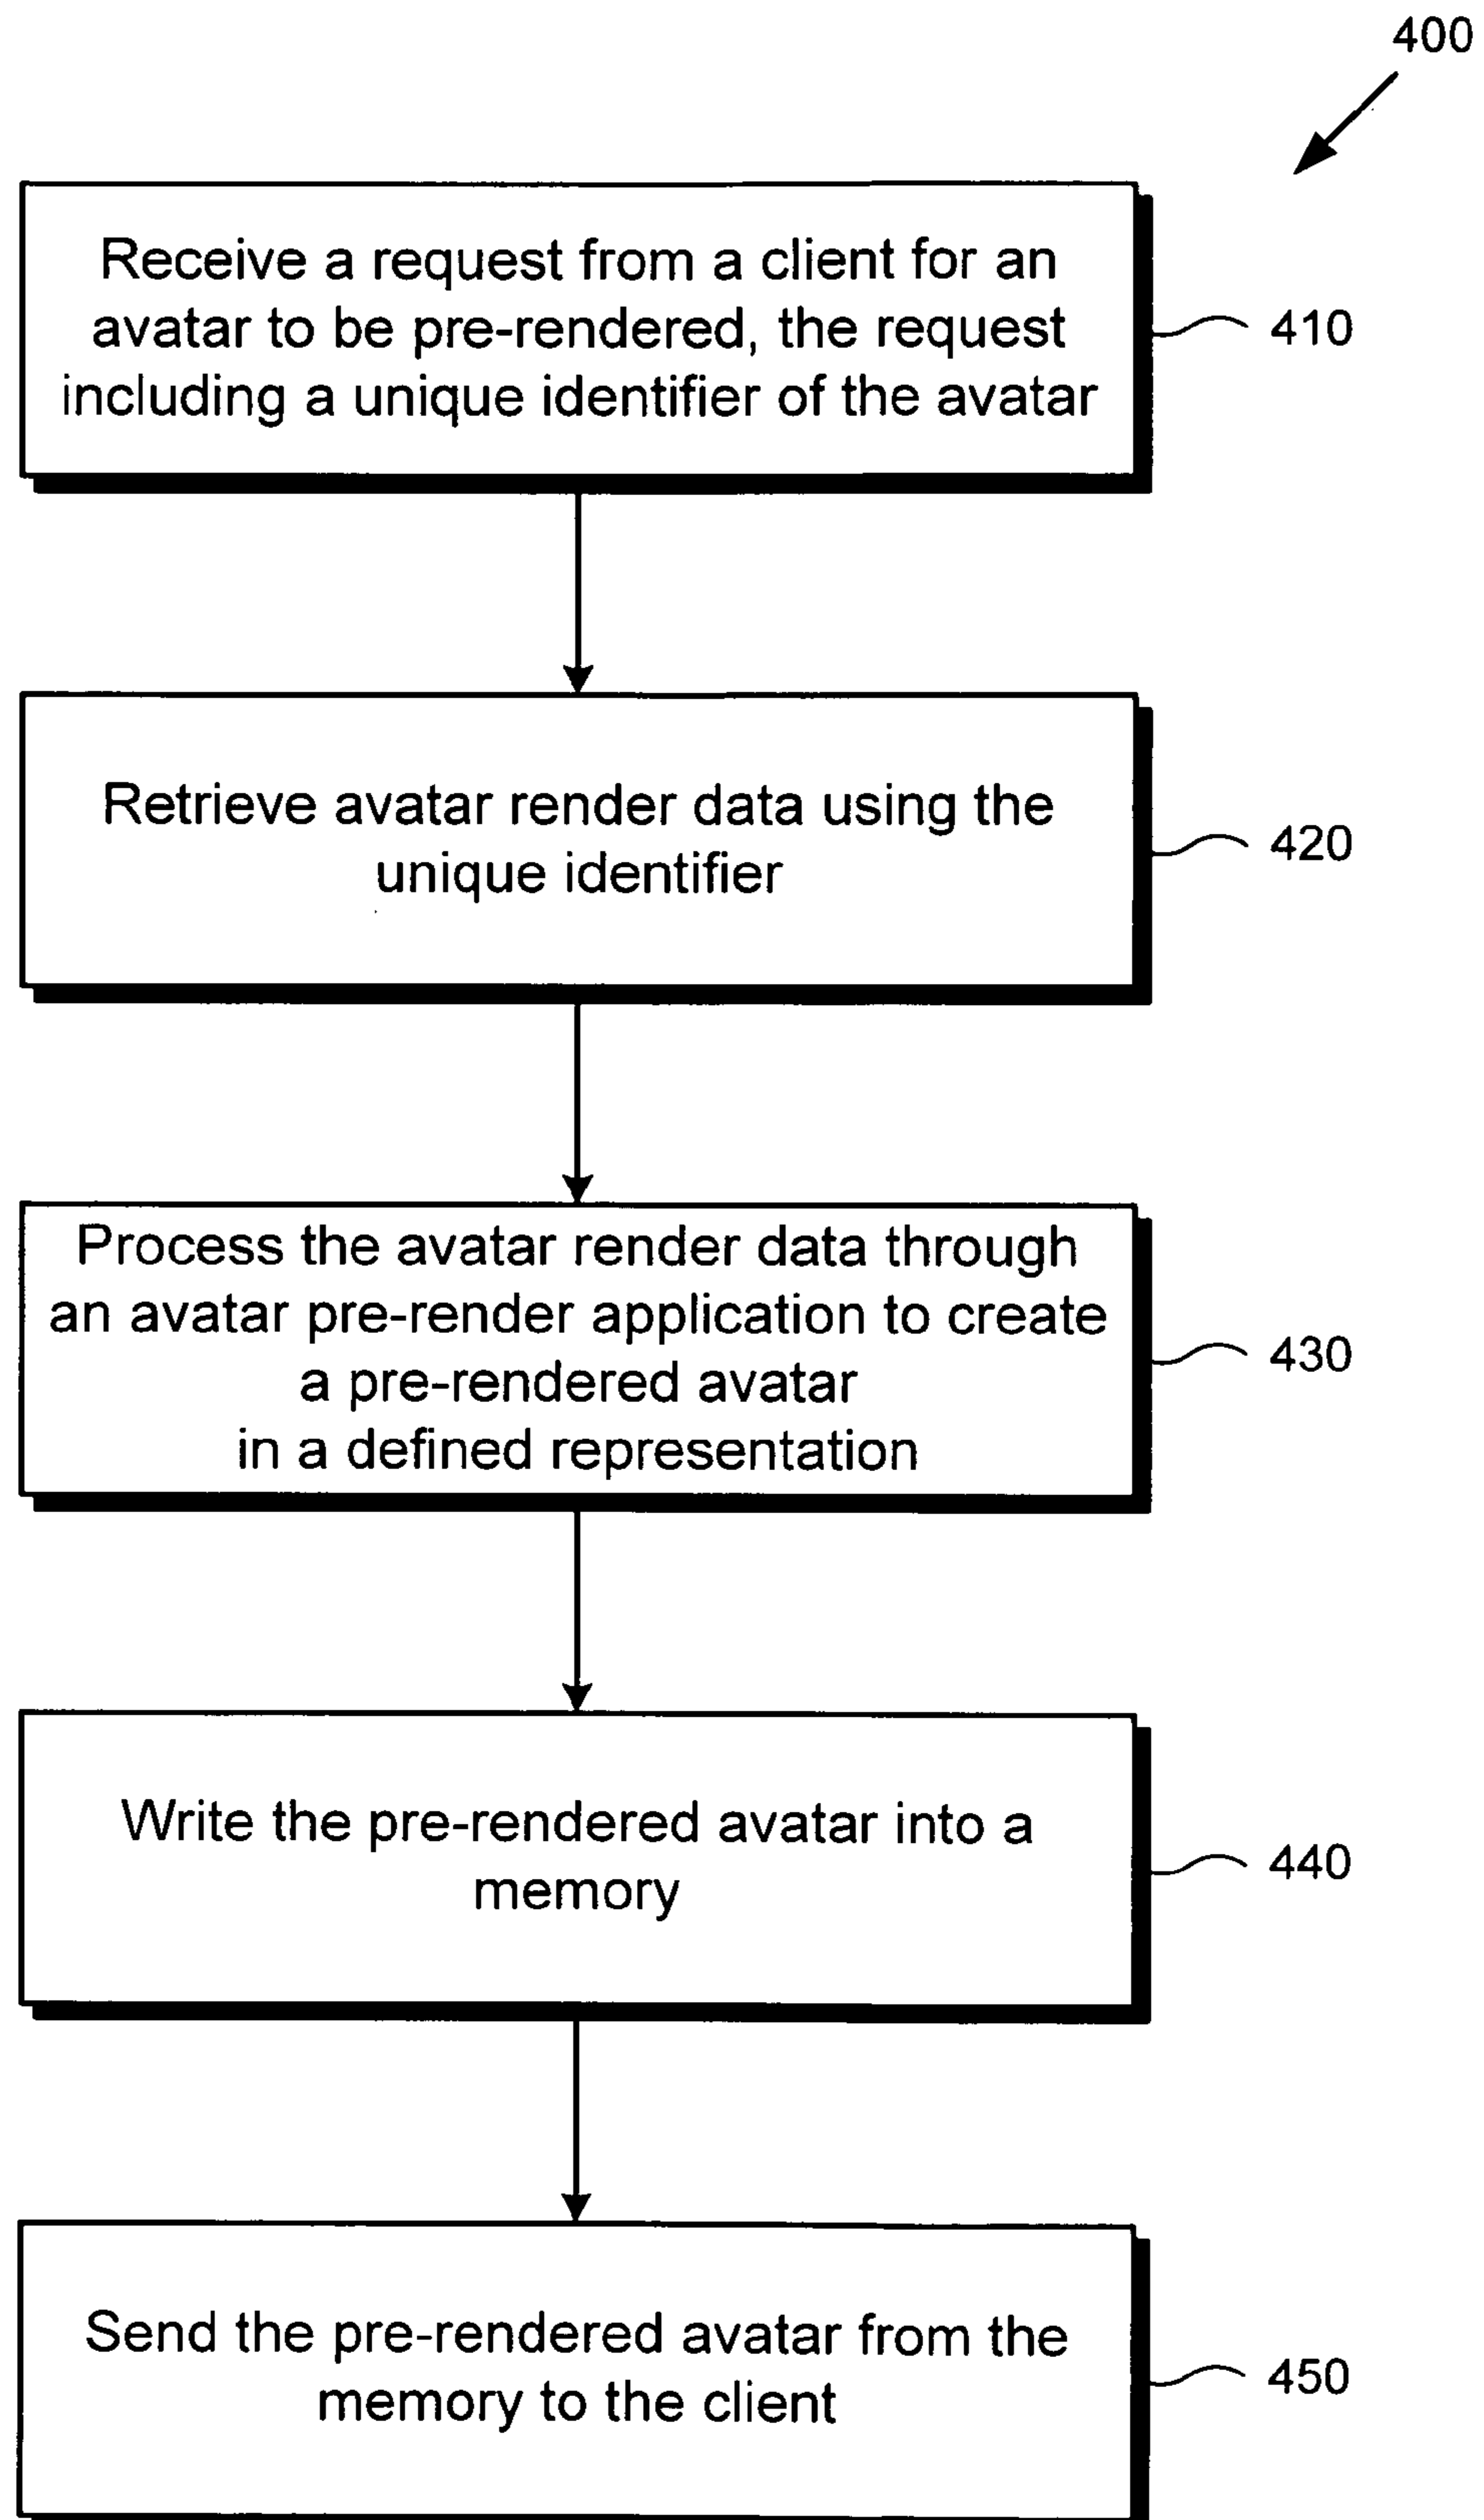 400
Receive a request from a client for an
avatar to be pre-rendered, the request
including a unique identifier of the avatar
410
Retrieve avatar render data using the
unique identifier
420
Process the avatar render data through
an avatar pre-render application to create
a pre-rendered avatar
in a defined representation
430
Write the pre-rendered avatar into a
memory
440
Send the pre-rendered avatar from the
memory to the client
450